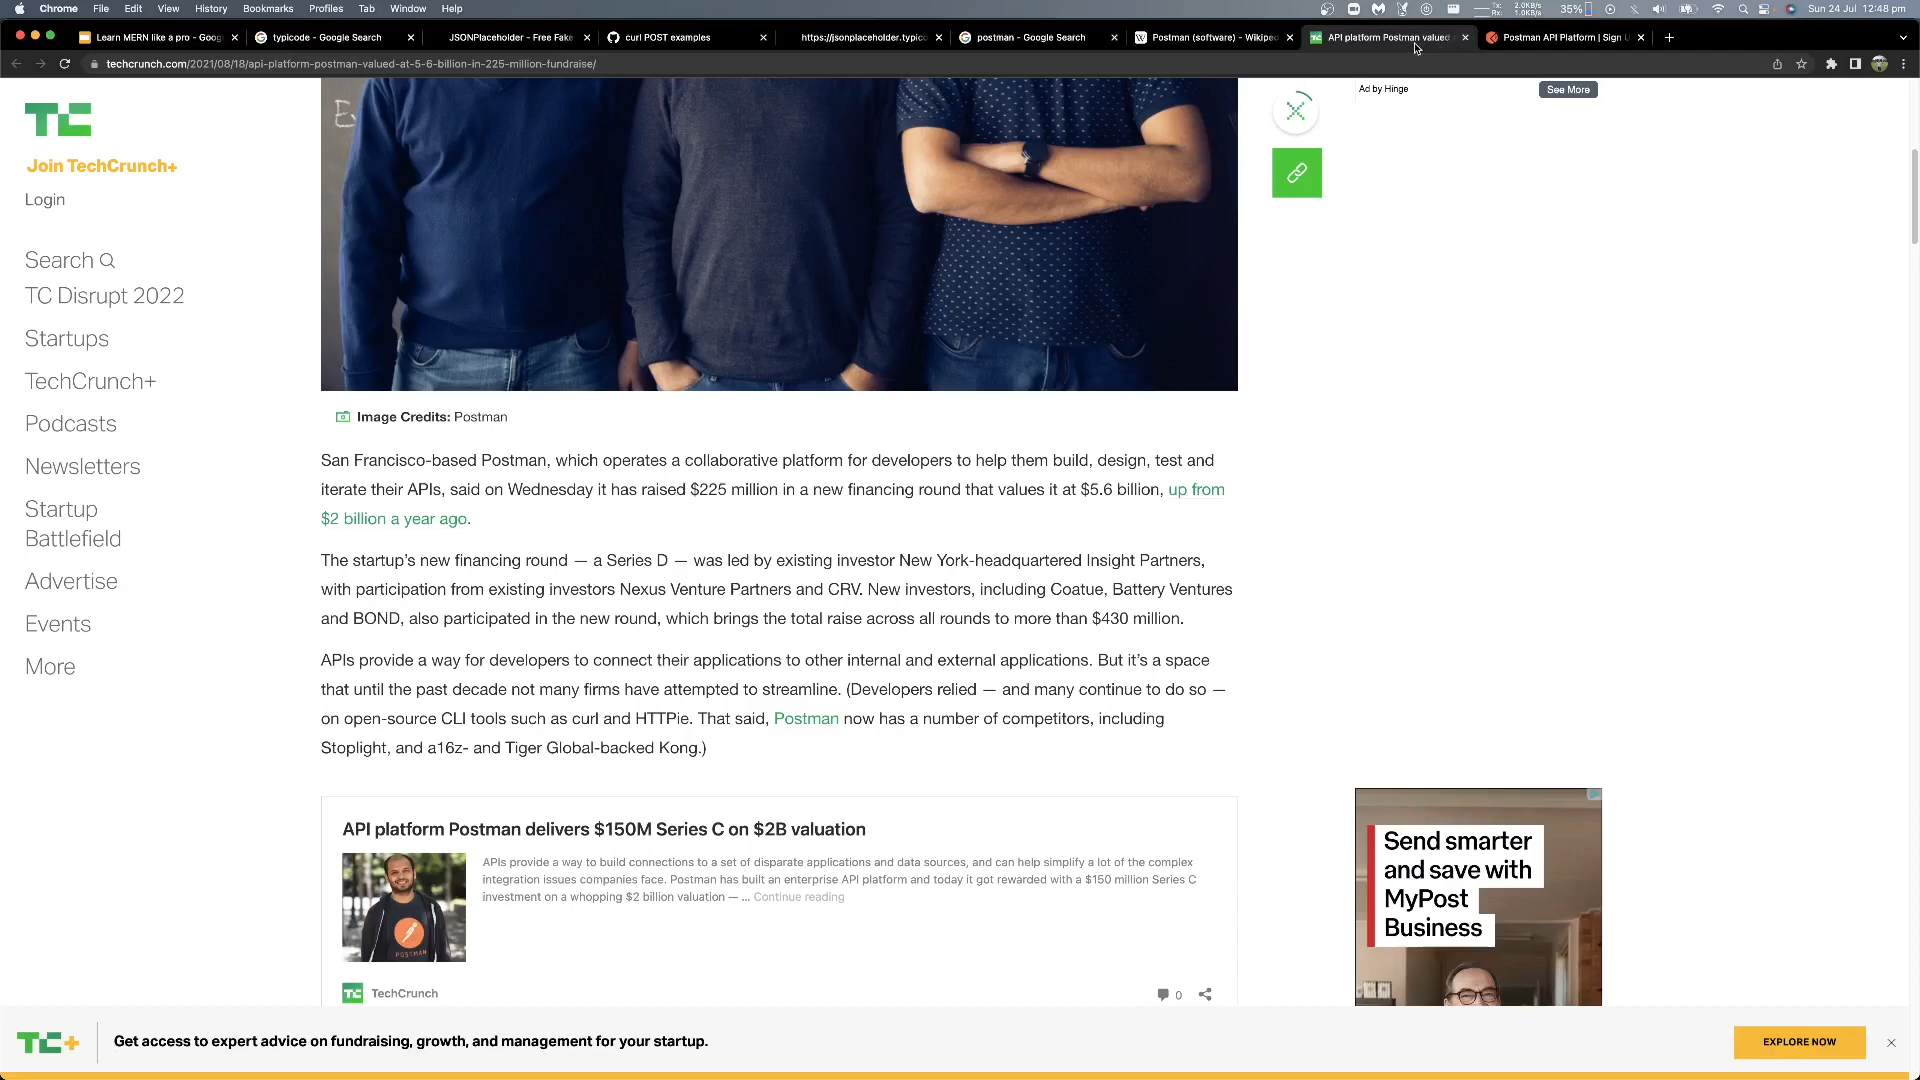 Chrome File Edit View History Bookmarks Profiles Tab Window Help
35% Sun 24 Jul 12:48 pm
Learn MERN like a pro - Goog
typicode - Google Search
JSONPlaceholder - Free Fake
curl POST examples
https://jsonplaceholder.typico
postman - Google Search
Postman (software) - Wikiped
API platform Postman valued
Postman API Platform | Sign U
techcrunch.com/2021/08/18/api-platform-postman-valued-at-5-6-billion-in-225-million-fundraise/
TC
Join TechCrunch+
Login
Search
TC Disrupt 2022
Startups
TechCrunch+
Podcasts
Newsletters
Startup
Battlefield
Advertise
Events
More
Ad by Hinge
See More
Image Credits: Postman
San Francisco-based Postman, which operates a collaborative platform for developers to help them build, design, test and
iterate their APIs, said on Wednesday it has raised $225 million in a new financing round that values it at $5.6 billion, up from
$2 billion a year ago.
The startup’s new financing round — a Series D — was led by existing investor New York-headquartered Insight Partners,
with participation from existing investors Nexus Venture Partners and CRV. New investors, including Coatue, Battery Ventures
and BOND, also participated in the new round, which brings the total raise across all rounds to more than $430 million.
APIs provide a way for developers to connect their applications to other internal and external applications. But it’s a space
that until the past decade not many firms have attempted to streamline. (Developers relied — and many continue to do so —
on open-source CLI tools such as curl and HTTPie. That said, Postman now has a number of competitors, including
Stoplight, and a16z- and Tiger Global-backed Kong.)
API platform Postman delivers $150M Series C on $2B valuation
APIs provide a way to build connections to a set of disparate applications and data sources, and can help simplify a lot of the complex
integration issues companies face. Postman has built an enterprise API platform and today it got rewarded with a $150 million Series C
investment on a whopping $2 billion valuation — ... Continue reading
POSTMAN
TC TechCrunch
0
Send smarter
and save with
MyPost
Business
TC+
Get access to expert advice on fundraising, growth, and management for your startup.
EXPLORE NOW